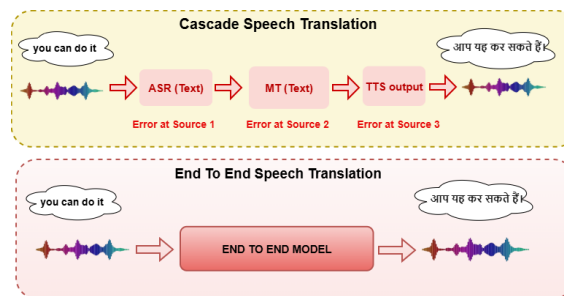 Cascade Speech Translation
you can do it
आप यह कर सकते हैं।
ASR (Text)
MT (Text)
TTS output
Error at Source 1
Error at Source 2
Error at Source 3
End To End Speech Translation
you can do it
आप यह कर सकते हैं।
END TO END MODEL